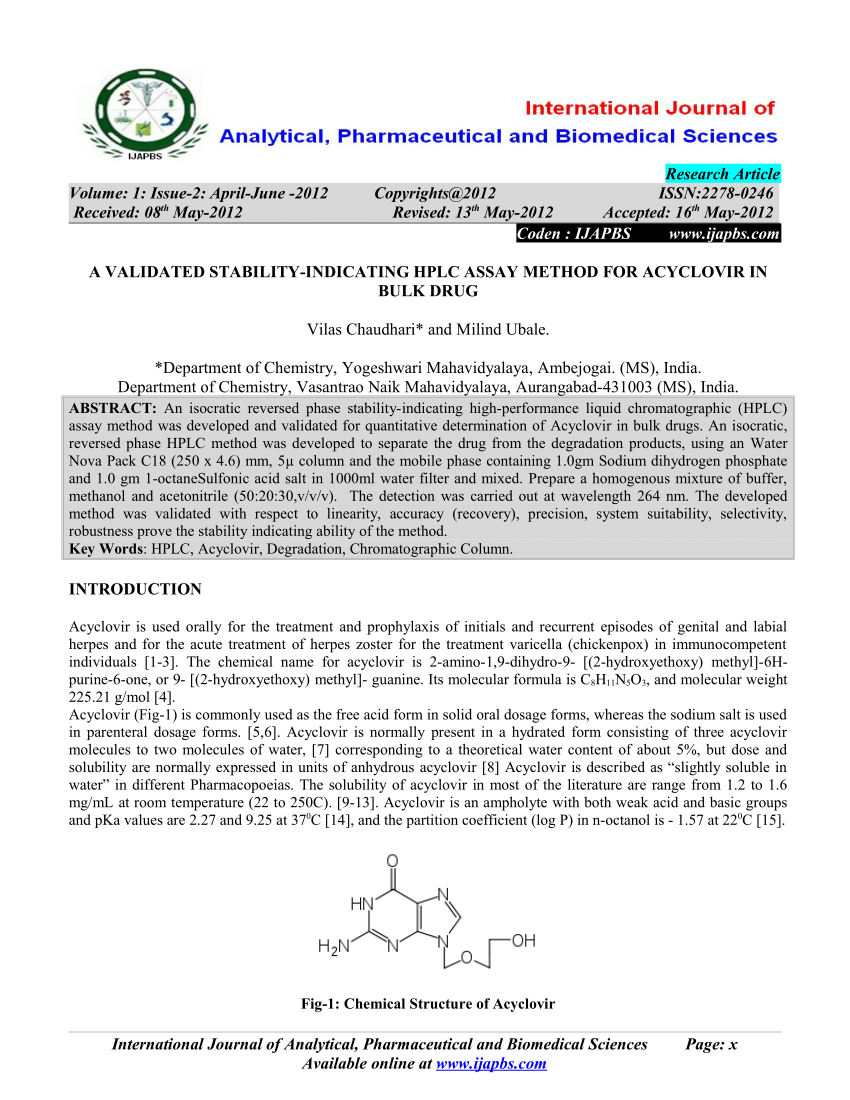 IJAPBS
International Journal of
Analytical, Pharmaceutical and Biomedical Sciences
Research Article
Volume: 1: Issue-2: April-June -2012 Copyrights@2012 ISSN:2278-0246
Received: 08th May-2012 Revised: 13th May-2012 Accepted: 16th May-2012
Coden : IJAPBS www.ijapbs.com
A VALIDATED STABILITY-INDICATING HPLC ASSAY METHOD FOR ACYCLOVIR IN
BULK DRUG
Vilas Chaudhari* and Milind Ubale.
*Department of Chemistry, Yogeshwari Mahavidyalaya, Ambejogai. (MS), India.
Department of Chemistry, Vasantrao Naik Mahavidyalaya, Aurangabad-431003 (MS), India.
ABSTRACT: An isocratic reversed phase stability-indicating high-performance liquid chromatographic (HPLC)
assay method was developed and validated for quantitative determination of Acyclovir in bulk drugs. An isocratic,
reversed phase HPLC method was developed to separate the drug from the degradation products, using an Water
Nova Pack C18 (250 x 4.6) mm, 5µ column and the mobile phase containing 1.0gm Sodium dihydrogen phosphate
and 1.0 gm 1-octaneSulfonic acid salt in 1000ml water filter and mixed. Prepare a homogenous mixture of buffer,
methanol and acetonitrile (50:20:30,v/v/v). The detection was carried out at wavelength 264 nm. The developed
method was validated with respect to linearity, accuracy (recovery), precision, system suitability, selectivity,
robustness prove the stability indicating ability of the method.
Key Words: HPLC, Acyclovir, Degradation, Chromatographic Column.
INTRODUCTION
Acyclovir is used orally for the treatment and prophylaxis of initials and recurrent episodes of genital and labial
herpes and for the acute treatment of herpes zoster for the treatment varicella (chickenpox) in immunocompetent
individuals [1-3]. The chemical name for acyclovir is 2-amino-1,9-dihydro-9- [(2-hydroxyethoxy) methyl]-6H-
purine-6-one, or 9- [(2-hydroxyethoxy) methyl]- guanine. Its molecular formula is C₈H₁₁N₅O₃, and molecular weight
225.21 g/mol [4].
Acyclovir (Fig-1) is commonly used as the free acid form in solid oral dosage forms, whereas the sodium salt is used
in parenteral dosage forms. [5,6]. Acyclovir is normally present in a hydrated form consisting of three acyclovir
molecules to two molecules of water, [7] corresponding to a theoretical water content of about 5%, but dose and
solubility are normally expressed in units of anhydrous acyclovir [8] Acyclovir is described as “slightly soluble in
water” in different Pharmacopoeias. The solubility of acyclovir in most of the literature are range from 1.2 to 1.6
mg/mL at room temperature (22 to 250C). [9-13]. Acyclovir is an ampholyte with both weak acid and basic groups
and pKa values are 2.27 and 9.25 at 37⁰C [14], and the partition coefficient (log P) in n-octanol is - 1.57 at 22⁰C [15].
O
HN N
H₂N N N OH
O
Fig-1: Chemical Structure of Acyclovir
International Journal of Analytical, Pharmaceutical and Biomedical Sciences Page: x
Available online at www.ijapbs.com